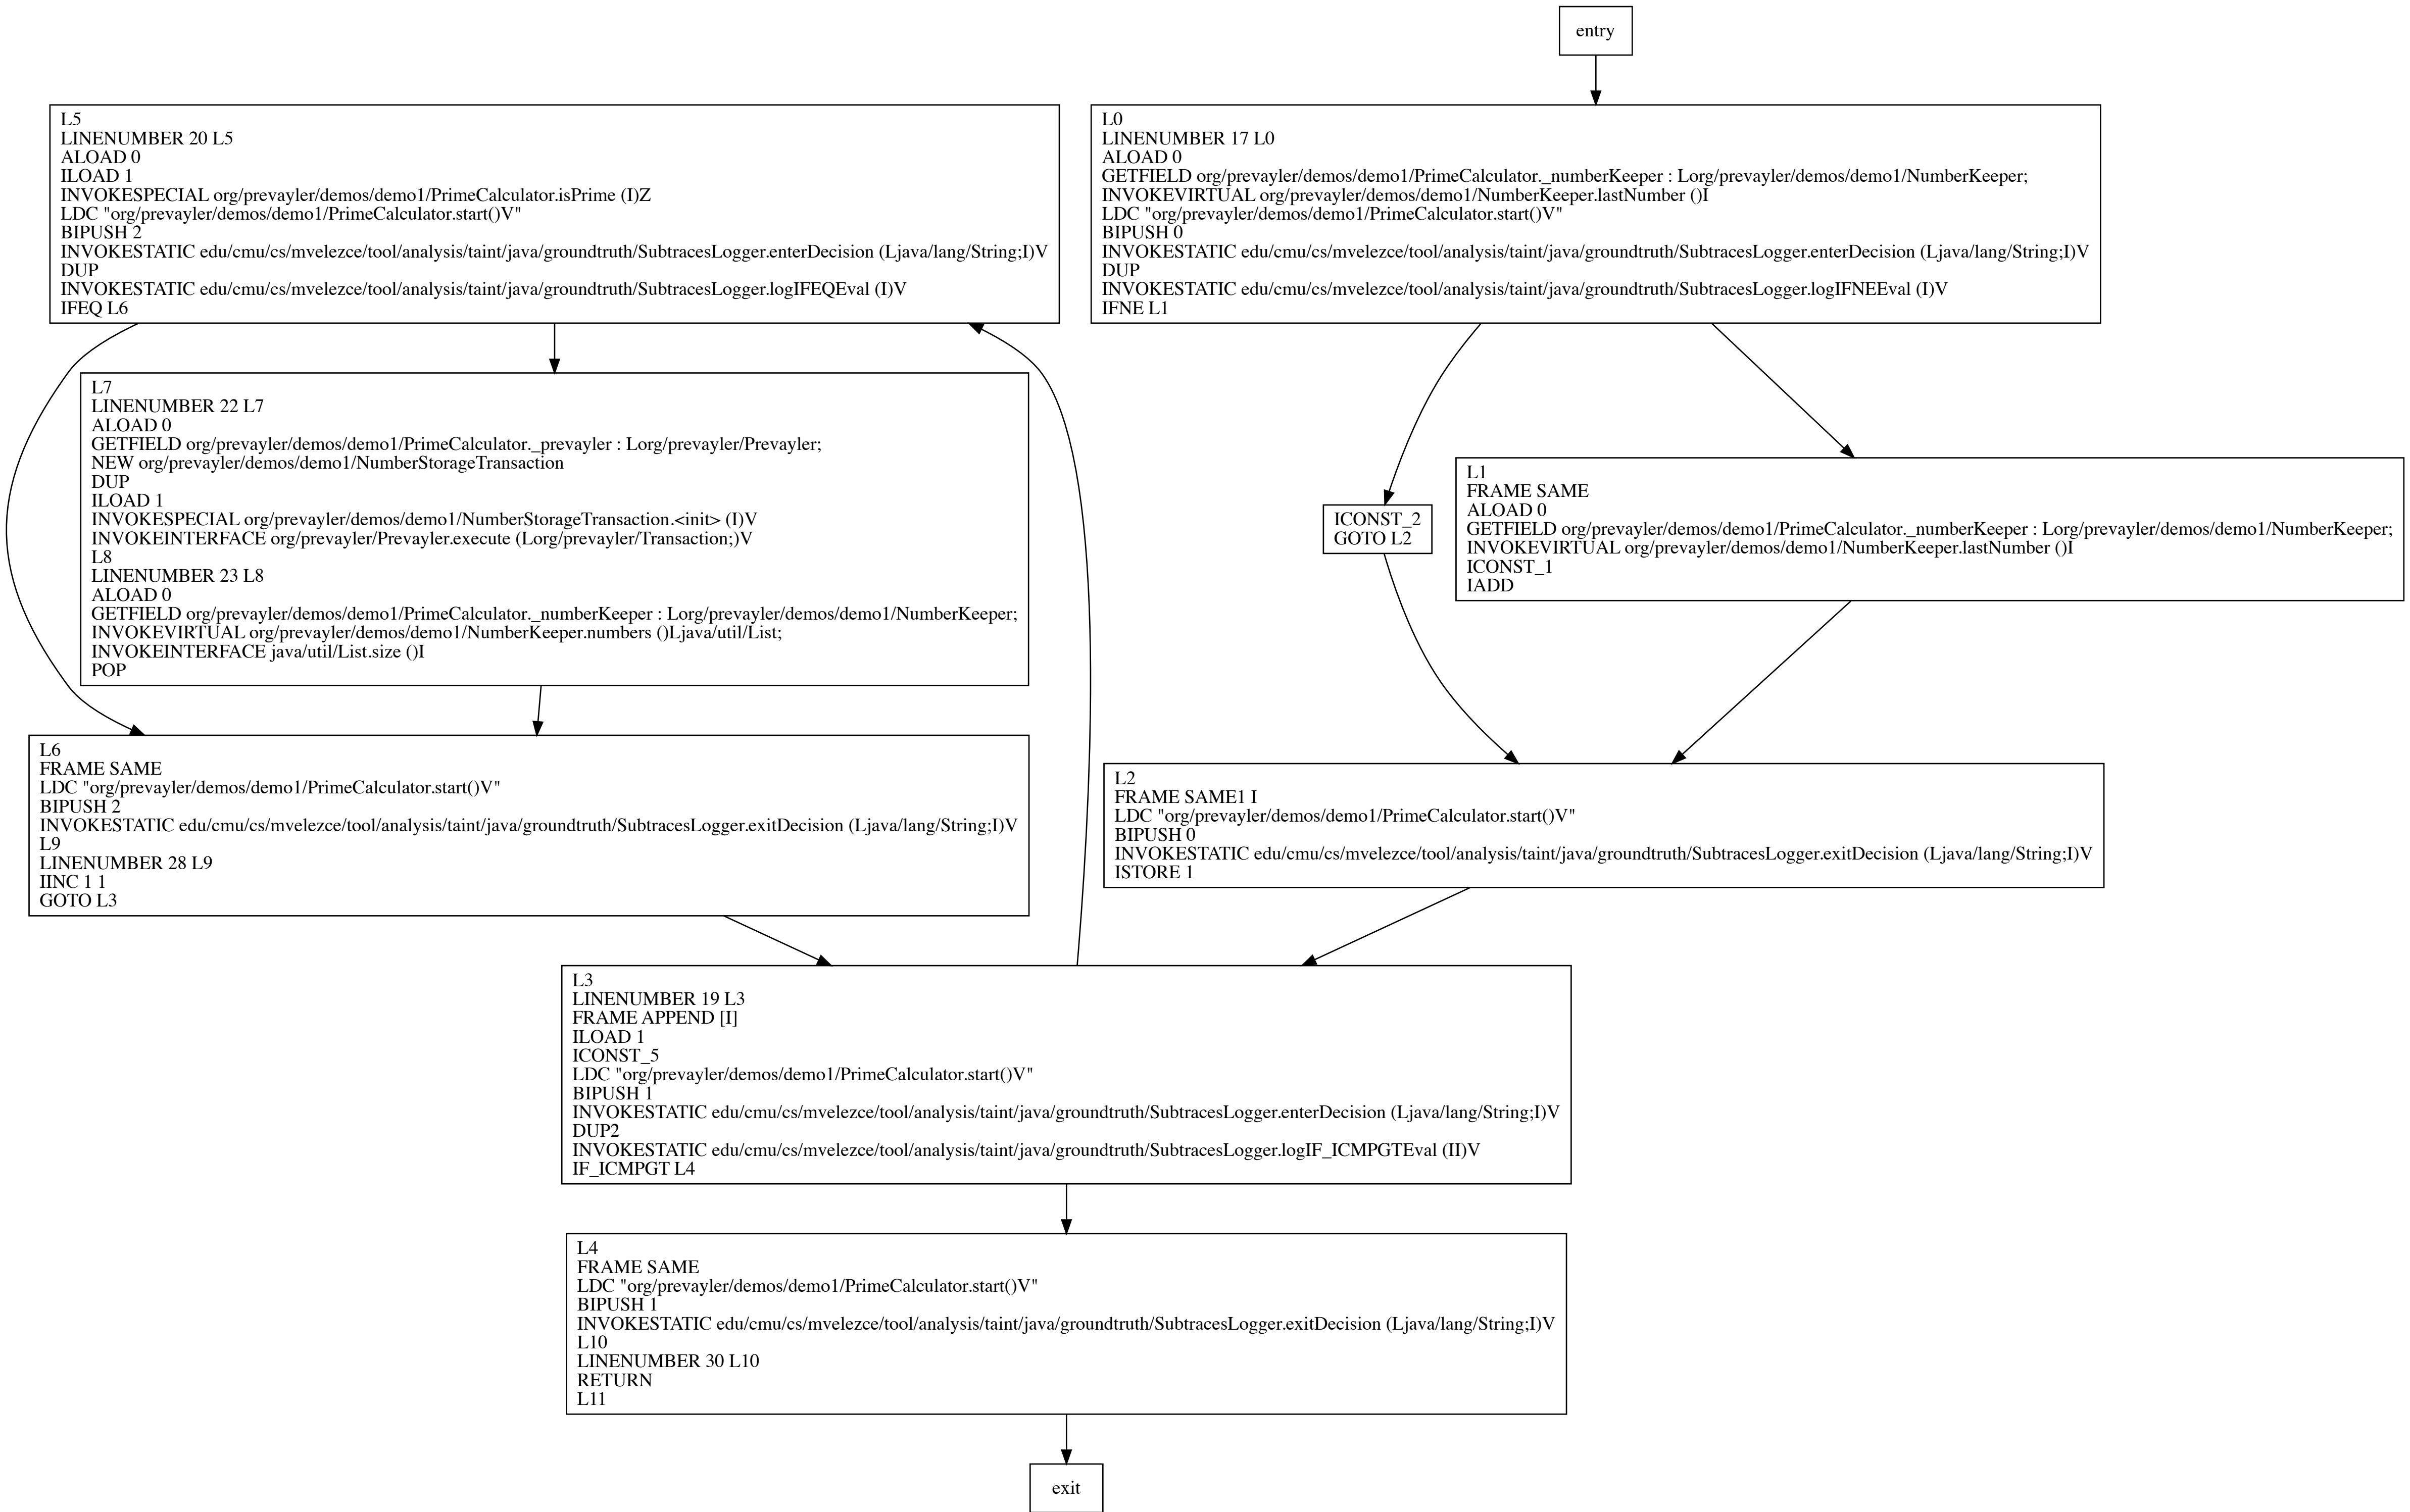 entry
L0
LINENUMBER 17 L0
ALOAD 0
GETFIELD org/prevayler/demos/demo1/PrimeCalculator._numberKeeper : Lorg/prevayler/demos/demo1/NumberKeeper;
INVOKEVIRTUAL org/prevayler/demos/demo1/NumberKeeper.lastNumber ()I
LDC "org/prevayler/demos/demo1/PrimeCalculator.start()V"
BIPUSH 0
INVOKESTATIC edu/cmu/cs/mvelezce/tool/analysis/taint/java/groundtruth/SubtracesLogger.enterDecision (Ljava/lang/String;I)V
DUP
INVOKESTATIC edu/cmu/cs/mvelezce/tool/analysis/taint/java/groundtruth/SubtracesLogger.logIFNEEval (I)V
IFNE L1
ICONST_2
GOTO L2
L1
FRAME SAME
ALOAD 0
GETFIELD org/prevayler/demos/demo1/PrimeCalculator._numberKeeper : Lorg/prevayler/demos/demo1/NumberKeeper;
INVOKEVIRTUAL org/prevayler/demos/demo1/NumberKeeper.lastNumber ()I
ICONST_1
IADD
L2
FRAME SAME1 I
LDC "org/prevayler/demos/demo1/PrimeCalculator.start()V"
BIPUSH 0
INVOKESTATIC edu/cmu/cs/mvelezce/tool/analysis/taint/java/groundtruth/SubtracesLogger.exitDecision (Ljava/lang/String;I)V
ISTORE 1
L5
LINENUMBER 20 L5
ALOAD 0
ILOAD 1
INVOKESPECIAL org/prevayler/demos/demo1/PrimeCalculator.isPrime (I)Z
LDC "org/prevayler/demos/demo1/PrimeCalculator.start()V"
BIPUSH 2
INVOKESTATIC edu/cmu/cs/mvelezce/tool/analysis/taint/java/groundtruth/SubtracesLogger.enterDecision (Ljava/lang/String;I)V
DUP
INVOKESTATIC edu/cmu/cs/mvelezce/tool/analysis/taint/java/groundtruth/SubtracesLogger.logIFEQEval (I)V
IFEQ L6
L7
LINENUMBER 22 L7
ALOAD 0
GETFIELD org/prevayler/demos/demo1/PrimeCalculator._prevayler : Lorg/prevayler/Prevayler;
NEW org/prevayler/demos/demo1/NumberStorageTransaction
DUP
ILOAD 1
INVOKESPECIAL org/prevayler/demos/demo1/NumberStorageTransaction.<init> (I)V
INVOKEINTERFACE org/prevayler/Prevayler.execute (Lorg/prevayler/Transaction;)V
L8
LINENUMBER 23 L8
ALOAD 0
GETFIELD org/prevayler/demos/demo1/PrimeCalculator._numberKeeper : Lorg/prevayler/demos/demo1/NumberKeeper;
INVOKEVIRTUAL org/prevayler/demos/demo1/NumberKeeper.numbers ()Ljava/util/List;
INVOKEINTERFACE java/util/List.size ()I
POP
L6
FRAME SAME
LDC "org/prevayler/demos/demo1/PrimeCalculator.start()V"
BIPUSH 2
INVOKESTATIC edu/cmu/cs/mvelezce/tool/analysis/taint/java/groundtruth/SubtracesLogger.exitDecision (Ljava/lang/String;I)V
L9
LINENUMBER 28 L9
IINC 1 1
GOTO L3
L3
LINENUMBER 19 L3
FRAME APPEND [I]
ILOAD 1
ICONST_5
LDC "org/prevayler/demos/demo1/PrimeCalculator.start()V"
BIPUSH 1
INVOKESTATIC edu/cmu/cs/mvelezce/tool/analysis/taint/java/groundtruth/SubtracesLogger.enterDecision (Ljava/lang/String;I)V
DUP2
INVOKESTATIC edu/cmu/cs/mvelezce/tool/analysis/taint/java/groundtruth/SubtracesLogger.logIF_ICMPGTEval (II)V
IF_ICMPGT L4
L4
FRAME SAME
LDC "org/prevayler/demos/demo1/PrimeCalculator.start()V"
BIPUSH 1
INVOKESTATIC edu/cmu/cs/mvelezce/tool/analysis/taint/java/groundtruth/SubtracesLogger.exitDecision (Ljava/lang/String;I)V
L10
LINENUMBER 30 L10
RETURN
L11
exit